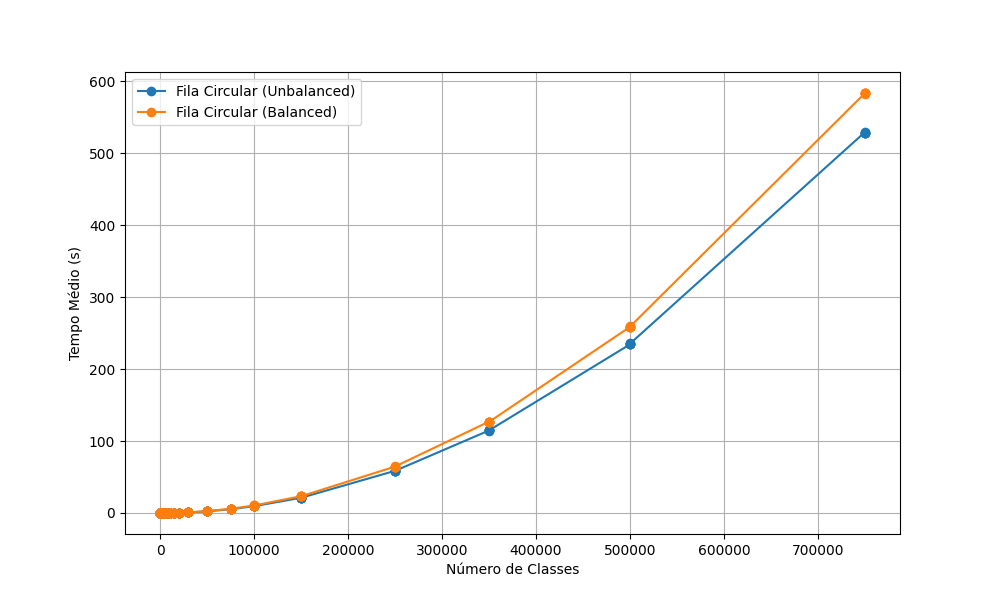 Fila Circular (Unbalanced)
Fila Circular (Balanced)
Tempo Médio (s)
600
500
400
300
200
100
0
0 100000 200000 300000 400000 500000 600000 700000
Número de Classes